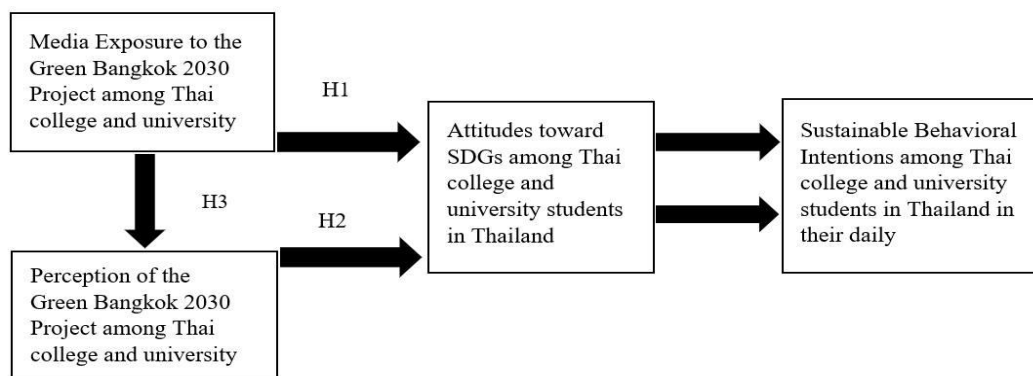 Media Exposure to the
Green Bangkok 2030
Project among Thai
college and university
H1
Attitudes toward
SDGs among Thai
college and
university students
in Thailand
Sustainable Behavioral
Intentions among Thai
college and university
students in Thailand in
their daily
H3
H2
Perception of the
Green Bangkok 2030
Project among Thai
college and university